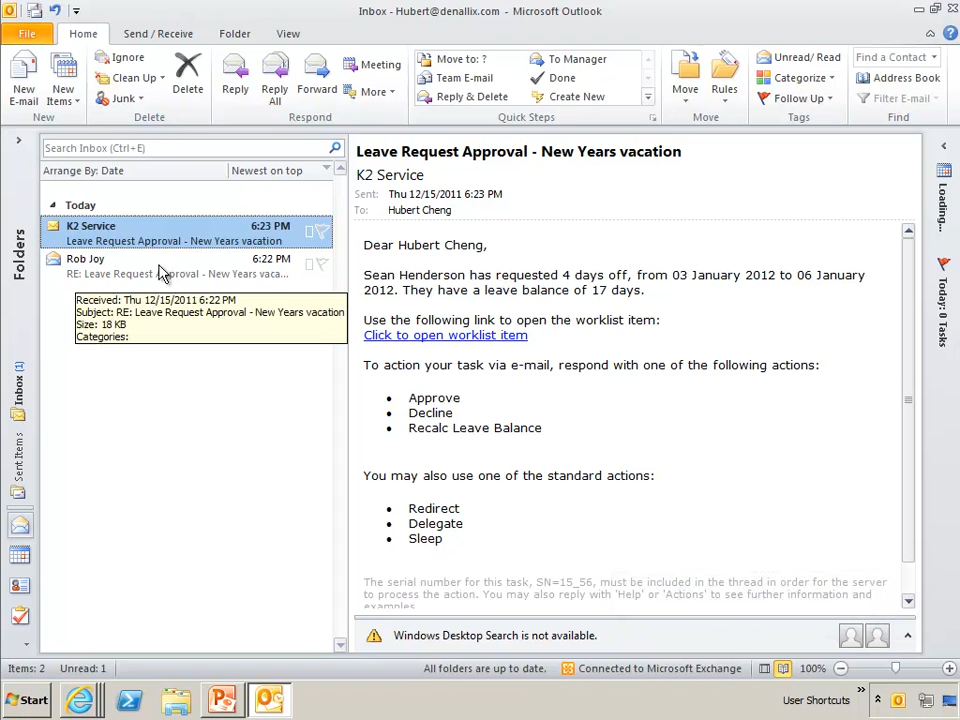 Inbox - Hubert@denallix.com - Microsoft Outlook
File Home Send / Receive Folder View
New E-mail
New Items
New
Ignore
Clean Up
Junk
Delete
Delete
Reply
Reply All
Forward
Meeting
More
Respond
Move to: ?
Team E-mail
Reply & Delete
To Manager
Done
Create New
Quick Steps
Move
Rules
Move
Unread/ Read
Categorize
Follow Up
Tags
Find a Contact
Address Book
Filter E-mail
Find
Search Inbox (Ctrl+E)
Arrange By: Date Newest on top
Today
K2 Service 6:23 PM
Leave Request Approval - New Years vacation
Rob Joy 6:22 PM
RE: Leave Request Approval - New Years vaca...
Received: Thu 12/15/2011 6:22 PM
Subject: RE: Leave Request Approval - New Years vacation
Size: 18 KB
Categories:
Folders
Inbox (1)
Sent Items
Leave Request Approval - New Years vacation
K2 Service
Sent: Thu 12/15/2011 6:23 PM
To: Hubert Cheng
Dear Hubert Cheng,
Sean Henderson has requested 4 days off, from 03 January 2012 to 06 January
2012. They have a leave balance of 17 days.
Use the following link to open the worklist item:
Click to open worklist item
To action your task via e-mail, respond with one of the following actions:
• Approve
• Decline
• Recalc Leave Balance
You may also use one of the standard actions:
• Redirect
• Delegate
• Sleep
The serial number for this task, SN=15_56, must be included in the thread in order for the server
to process the action. You may also reply with 'Help' or 'Actions' to see further information and
examples.
Windows Desktop Search is not available.
Loading...
Today: 0 Tasks
Items: 2 Unread: 1 All folders are up to date. Connected to Microsoft Exchange 100%
Start User Shortcuts